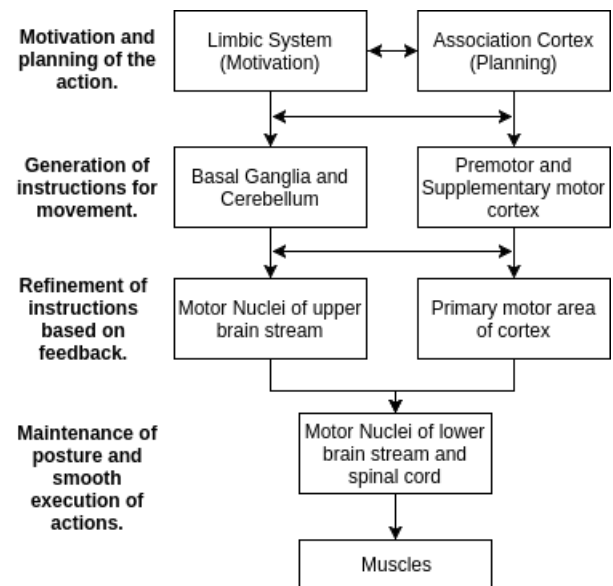 Motivation and
planning of the
action.
Limbic System
(Motivation)
Association Cortex
(Planning)
Generation of
instructions for
movement.
Basal Ganglia and
Cerebellum
Premotor and
Supplementary motor
cortex
Refinement of
instructions
based on
feedback.
Motor Nuclei of upper
brain stream
Primary motor area
of cortex
Maintenance of
posture and
smooth
execution of
actions.
Motor Nuclei of lower
brain stream and
spinal cord
Muscles